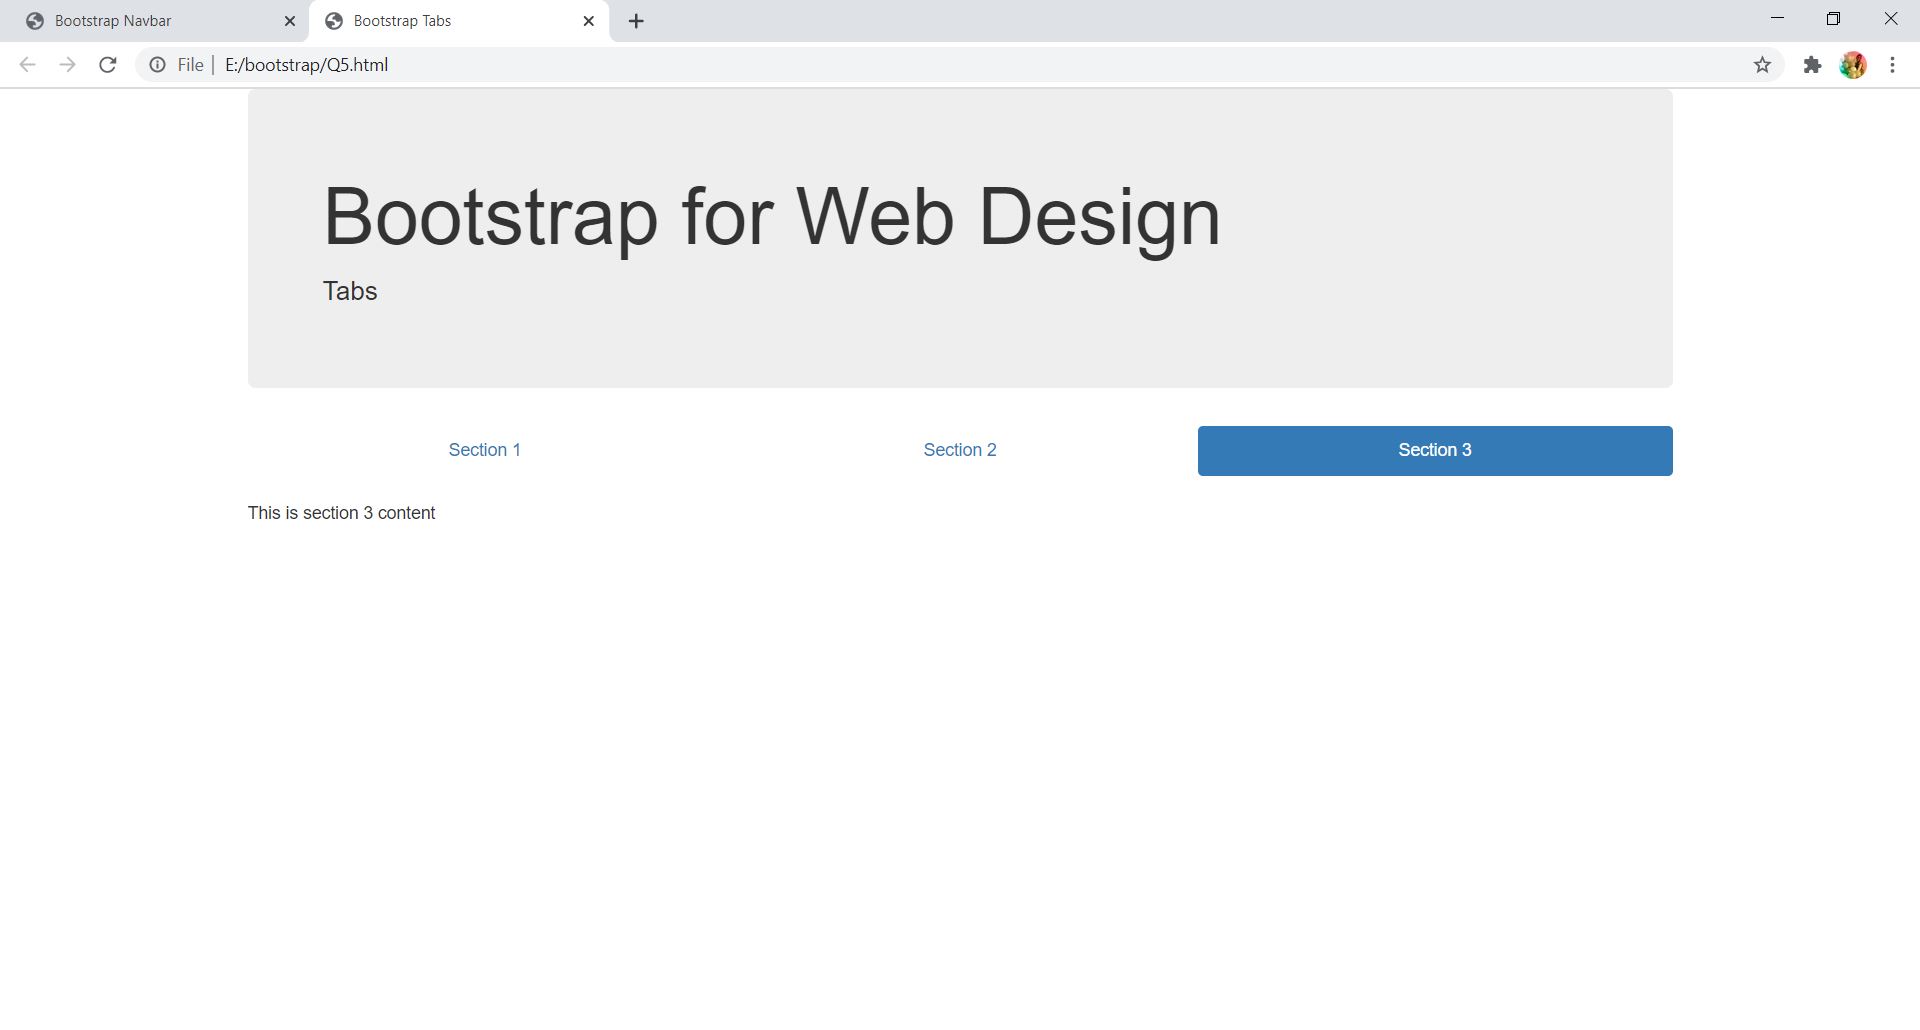 Bootstrap Navbar
Bootstrap Tabs
File
E:/bootstrap/Q5.html
Bootstrap for Web Design
Tabs
Section 1
Section 2
Section 3
This is section 3 content